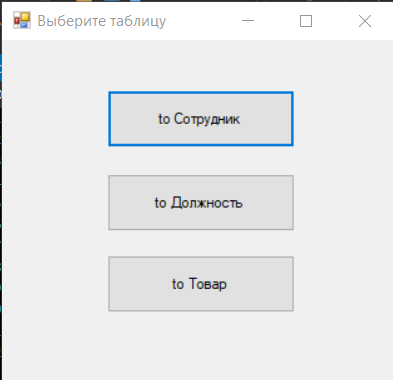 Выберите таблицу
to Сотрудник
to Должность
to Товар